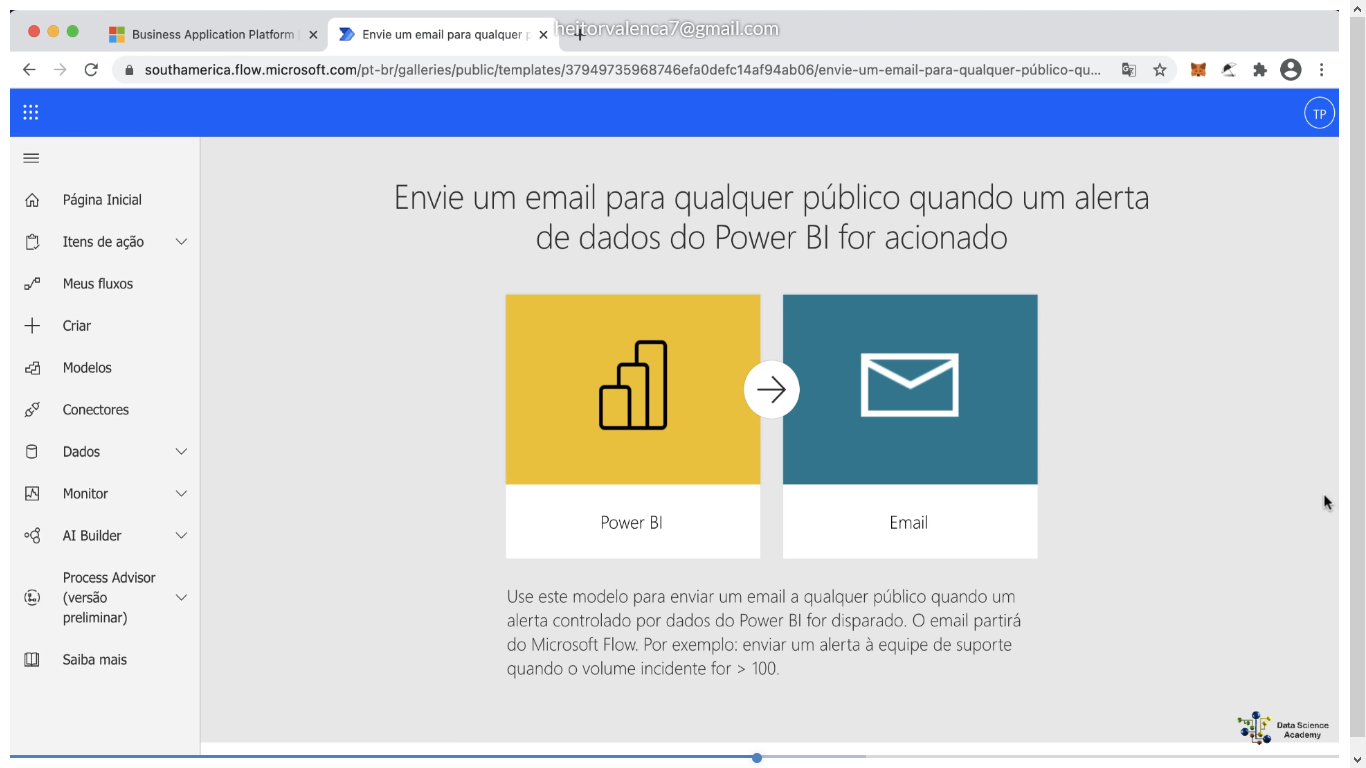 Business Application Platform |
Envie um email para qualquer p
heitorvalenca7@gmail.com
southamerica.flow.microsoft.com/pt-br/galleries/public/templates/37949735968746efa0defc14af94ab06/envie-um-email-para-qualquer-público-qu...
TP
Página Inicial
Itens de ação
Meus fluxos
Criar
Modelos
Conectores
Dados
Monitor
AI Builder
Process Advisor
(versão
preliminar)
Saiba mais
Envie um email para qualquer público quando um alerta
de dados do Power BI for acionado
Power BI
Email
Use este modelo para enviar um email a qualquer público quando um
alerta controlado por dados do Power BI for disparado. O email partirá
do Microsoft Flow. Por exemplo: enviar um alerta à equipe de suporte
quando o volume incidente for > 100.
Data Science
Academy